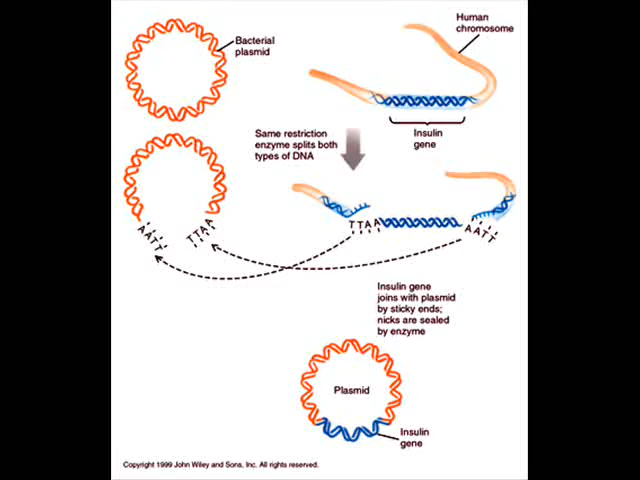 Human
chromosome
Bacterial
plasmid
Insulin
gene
Same restriction
enzyme splits both
types of DNA
AATT
TTAA
TTAA
AATT
Insulin gene
joins with plasmid
by sticky ends;
nicks are sealed
by enzyme
Plasmid
Insulin
gene
Copyright 1999 John Wiley and Sons, Inc. All rights reserved.